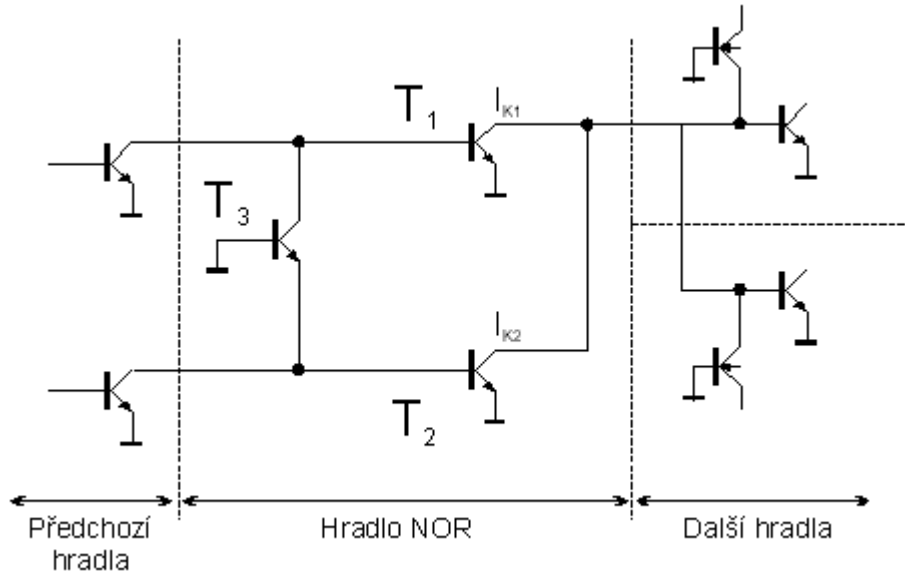 T1
IK1
T3
IK2
T2
Předchozí
hradla
Hradlo NOR
Další hradla